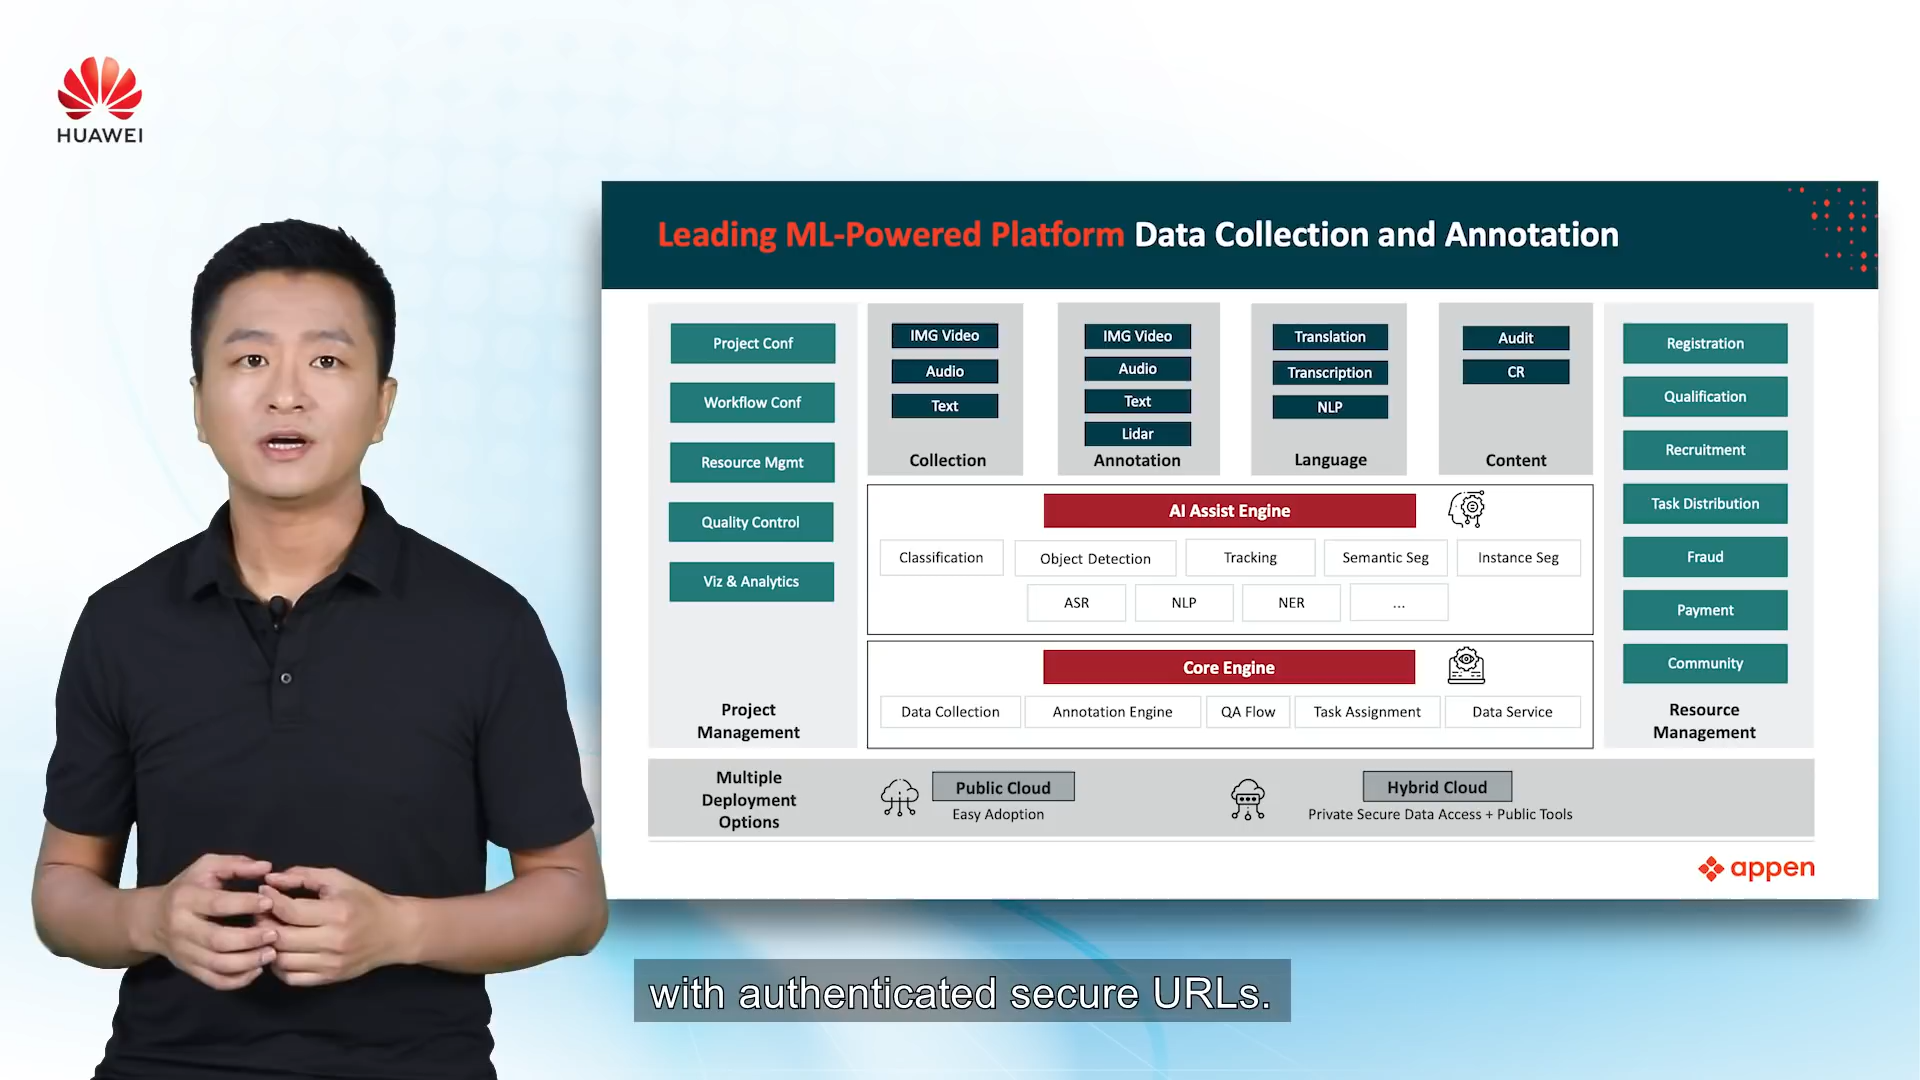 HUAWEI
Leading ML-Powered Platform Data Collection and Annotation
Project Conf
Workflow Conf
Resource Mgmt
Quality Control
Viz & Analytics
Project
Management
IMG Video
Audio
Text
Collection
IMG Video
Audio
Text
Lidar
Annotation
Translation
Transcription
NLP
Language
Audit
CR
Content
AI Assist Engine
Classification
Object Detection
Tracking
Semantic Seg
Instance Seg
ASR
NLP
NER
...
Core Engine
Data Collection
Annotation Engine
QA Flow
Task Assignment
Data Service
Registration
Qualification
Recruitment
Task Distribution
Fraud
Payment
Community
Resource
Management
Multiple
Deployment
Options
Public Cloud
Easy Adoption
Hybrid Cloud
Private Secure Data Access + Public Tools
appen
with authenticated secure URLs.